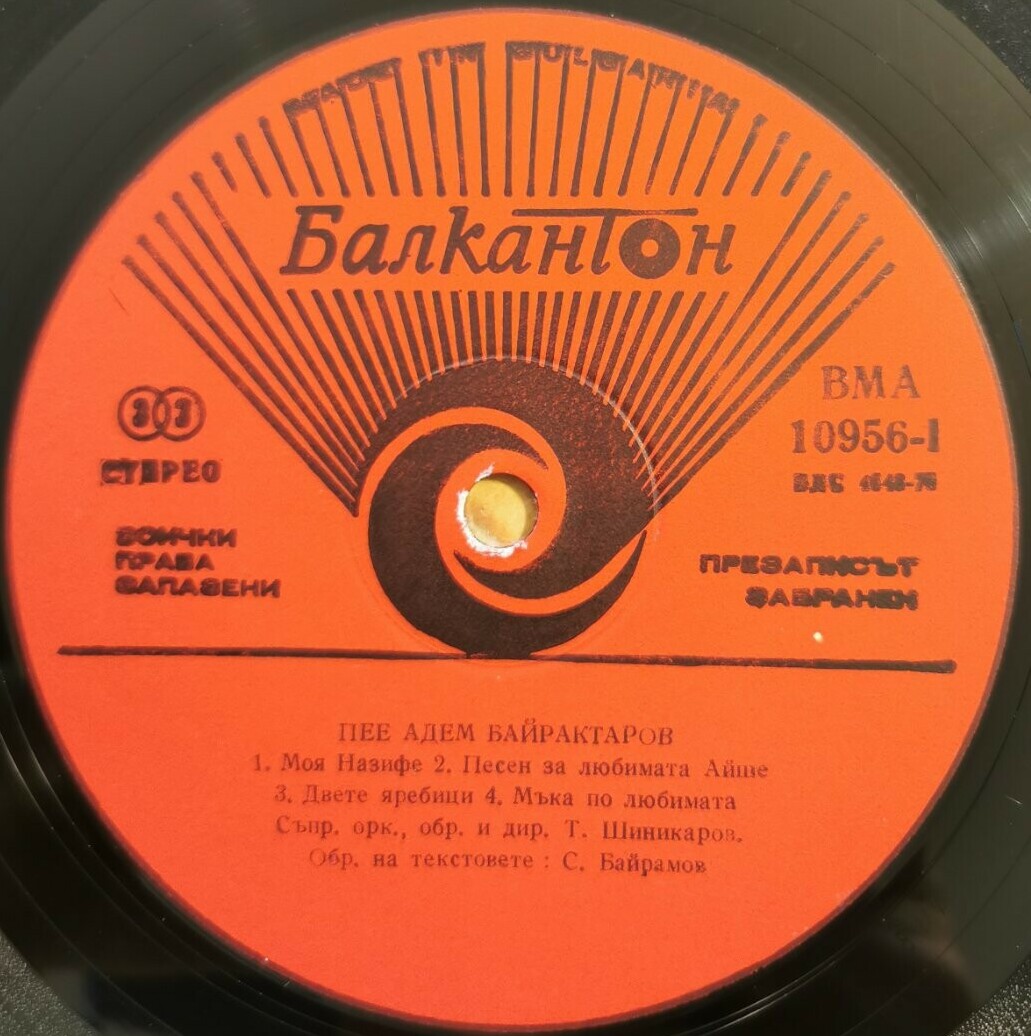 MADE IN BULGARIA
Балкантон
33
СТЕРЕО
ВСИЧКИ
ПРАВА
ЗАПАЗЕНИ
ВМА
10956-I
БДС
ПРЕЗАПИСЪТ
ЗАБРАНЕН
ПЕЕ АДЕМ БАЙРАКТАРОВ
1. Моя Назифе 2. Песен за любимата Айше
3. Двете яребици 4. Мъка по любимата
Съпр. орк., обр. и дир. Т. Шиникаров.
Обр. на текстовете : С. Байрамов